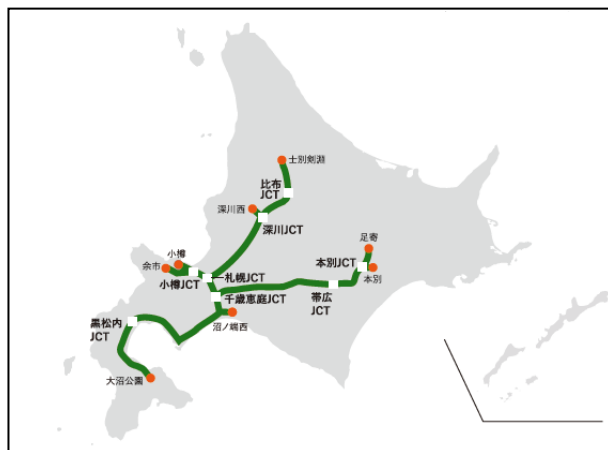 士別剣淵
比布
JCT
深川西
深川JCT
足寄
小樽
本別JCT
余市
札幌JCT
本別
小樽JCT
千歳恵庭JCT
帯広
JCT
黒松内
JCT
沼ノ端西
大沼公園